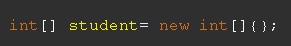 int[] student= new int[]{};